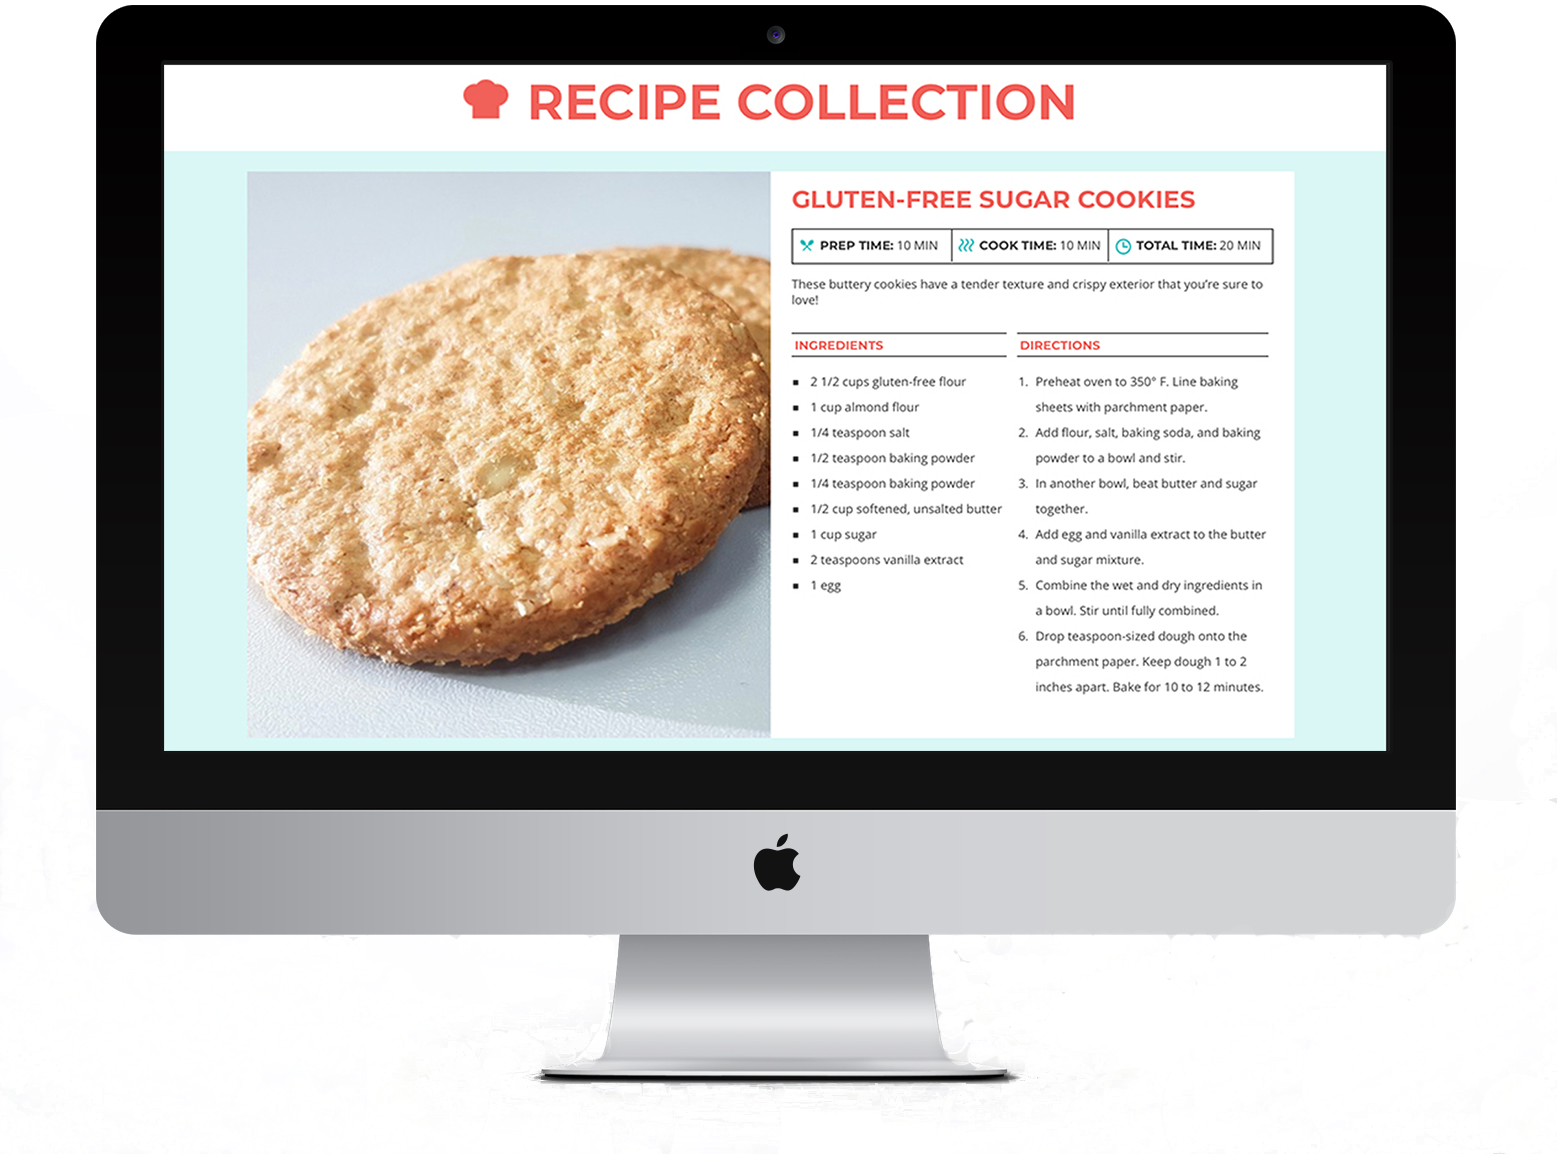 RECIPE COLLECTION
GLUTEN-FREE SUGAR COOKIES
PREP TIME: 10 MIN
COOK TIME: 10 MIN
TOTAL TIME: 20 MIN
These buttery cookies have a tender texture and crispy exterior that you’re sure to
love!
INGREDIENTS
2 1/2 cups gluten-free flour
1 cup almond flour
1/4 teaspoon salt
1/2 teaspoon baking powder
1/4 teaspoon baking powder
1/2 cup softened, unsalted butter
1 cup sugar
2 teaspoons vanilla extract
1 egg
DIRECTIONS
1. Preheat oven to 350° F. Line baking
sheets with parchment paper.
2. Add flour, salt, baking soda, and baking
powder to a bowl and stir.
3. In another bowl, beat butter and sugar
together.
4. Add egg and vanilla extract to the butter
and sugar mixture.
5. Combine the wet and dry ingredients in
a bowl. Stir until fully combined.
6. Drop teaspoon-sized dough onto the
parchment paper. Keep dough 1 to 2
inches apart. Bake for 10 to 12 minutes.